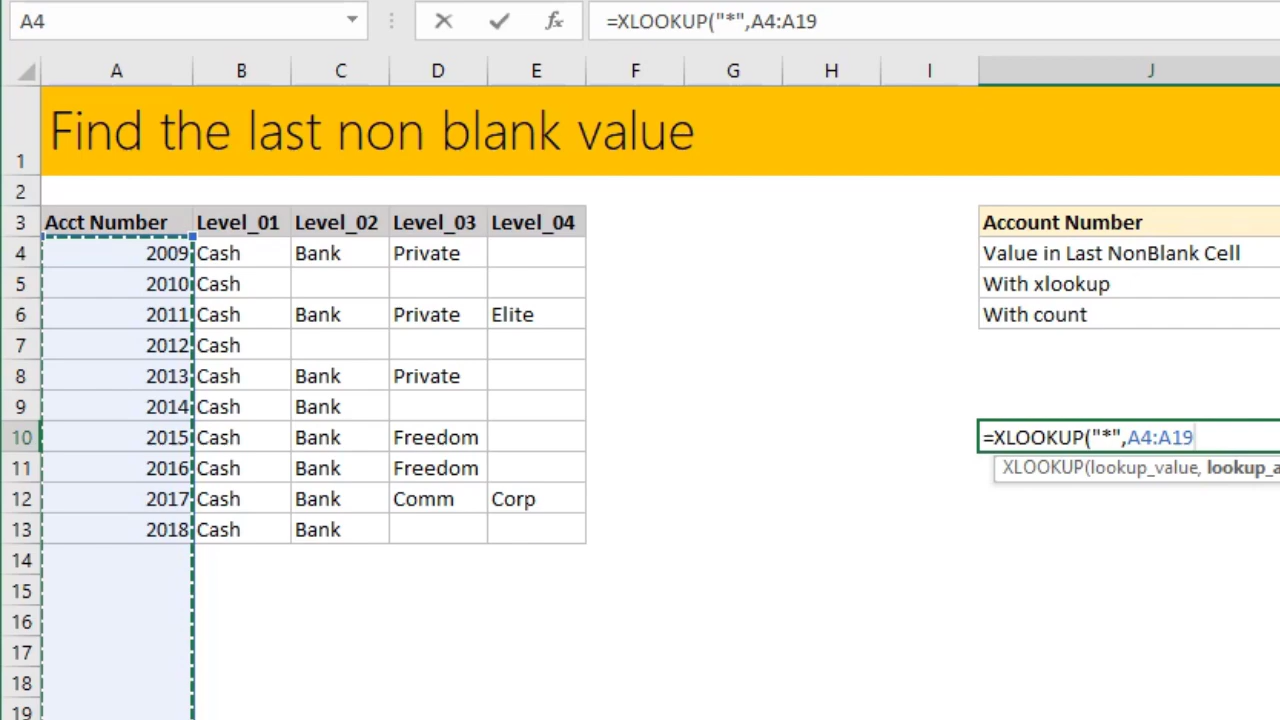 A4 fx =XLOOKUP("*",A4:A19
A B C D E F G H I J
1 Find the last non blank value
2
3 Acct Number Level_01 Level_02 Level_03 Level_04 Account Number
4 2009 Cash Bank Private Value in Last NonBlank Cell
5 2010 Cash With xlookup
6 2011 Cash Bank Private Elite With count
7 2012 Cash
8 2013 Cash Bank Private
9 2014 Cash Bank
10 2015 Cash Bank Freedom =XLOOKUP("*",A4:A19
11 2016 Cash Bank Freedom XLOOKUP(lookup_value, lookup_a
12 2017 Cash Bank Comm Corp
13 2018 Cash Bank
14
15
16
17
18
19